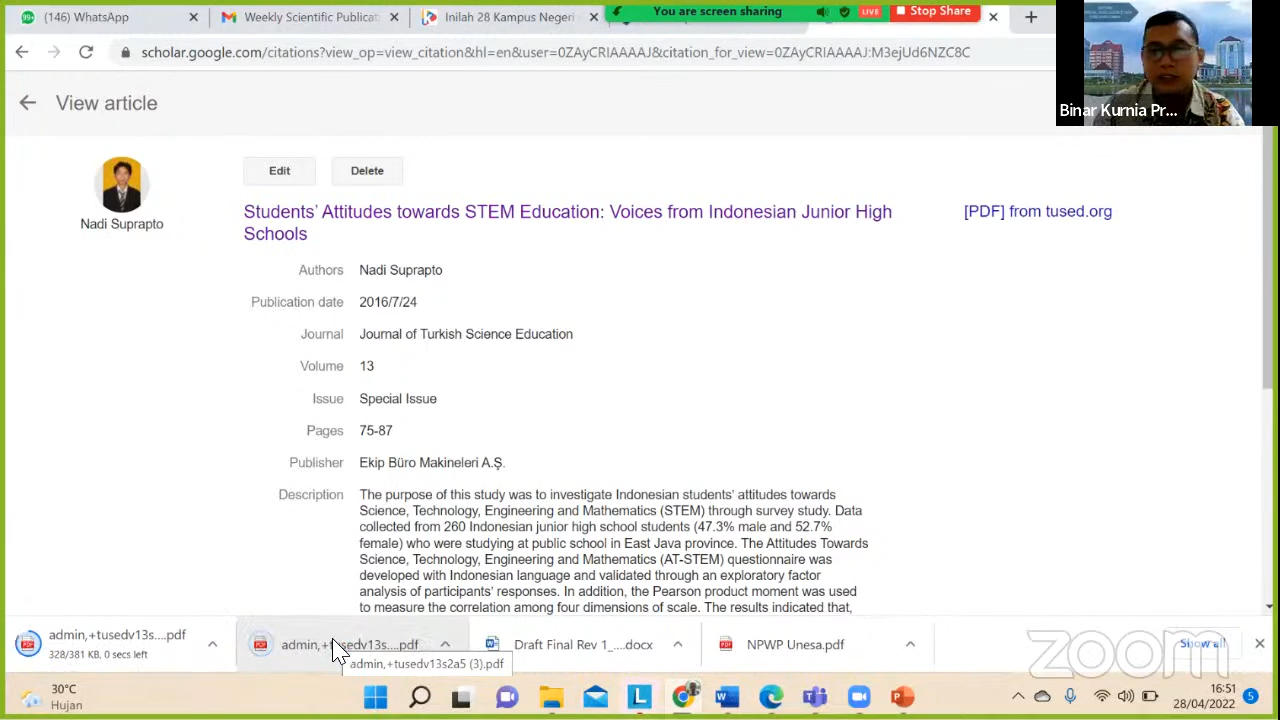 (146) WhatsApp
Webinar Scientific Publicat
Inilah 28 Kampus Negeri
You are screen sharing
LIVE
Stop Share
scholar.google.com/citations?view_op=view_citation&hl=en&user=0ZAyCRIAAAAJ&citation_for_view=0ZAyCRIAAAAJ:M3ejUd6NZC8C
View article
Binar Kurnia Pr...
Edit
Delete
Nadi Suprapto
Students' Attitudes towards STEM Education: Voices from Indonesian Junior High
Schools
[PDF] from tused.org
Authors Nadi Suprapto
Publication date 2016/7/24
Journal Journal of Turkish Science Education
Volume 13
Issue Special Issue
Pages 75-87
Publisher Ekip Büro Makineleri A.Ş.
Description The purpose of this study was to investigate Indonesian students' attitudes towards
Science, Technology, Engineering and Mathematics (STEM) through survey study. Data
collected from 260 Indonesian junior high school students (47.3% male and 52.7%
female) who were studying at public school in East Java province. The Attitudes Towards
Science, Technology, Engineering and Mathematics (AT-STEM) questionnaire was
developed with Indonesian language and validated through an exploratory factor
analysis of participants' responses. In addition, the Pearson product moment was used
to measure the correlation among four dimensions of scale. The results indicated that,
admin,+tusedv13s....pdf
328/381 KB, 0 secs left
admin,+tusedv13s....pdf
Draft Final Rev 1_....docx
NPWP Unesa.pdf
Show all
admin,+tusedv13s2a5 (3).pdf
zoom
30°C
Hujan
16:51
28/04/2022
5